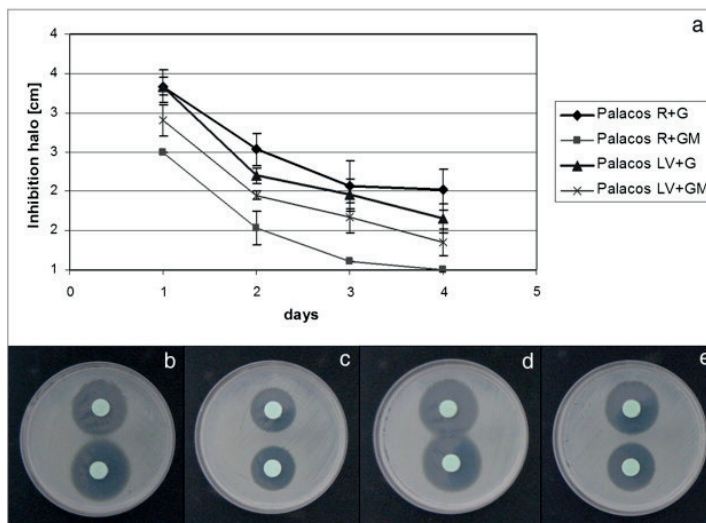 a
4
4
3
3
2
2
1
Inhibition halo [cm]
0
1
2
3
4
5
days
Palacos R+G
Palacos R+GM
Palacos LV+G
Palacos LV+GM
b
c
d
e